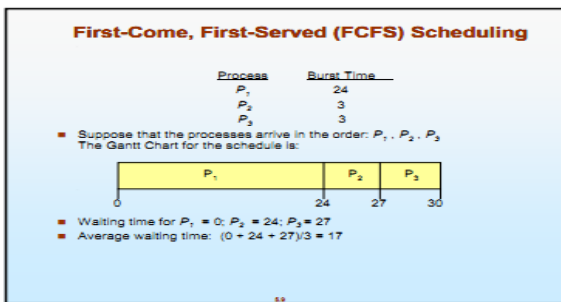 First-Come, First-Served (FCFS) Scheduling
Process Burst Time
P1 24
P2 3
P3 3
Suppose that the processes arrive in the order: P1 , P2 , P3
The Gantt Chart for the schedule is:
P1 P2 P3
0 24 27 30
Waiting time for P1 = 0; P2 = 24; P3 = 27
Average waiting time: (0 + 24 + 27)/3 = 17